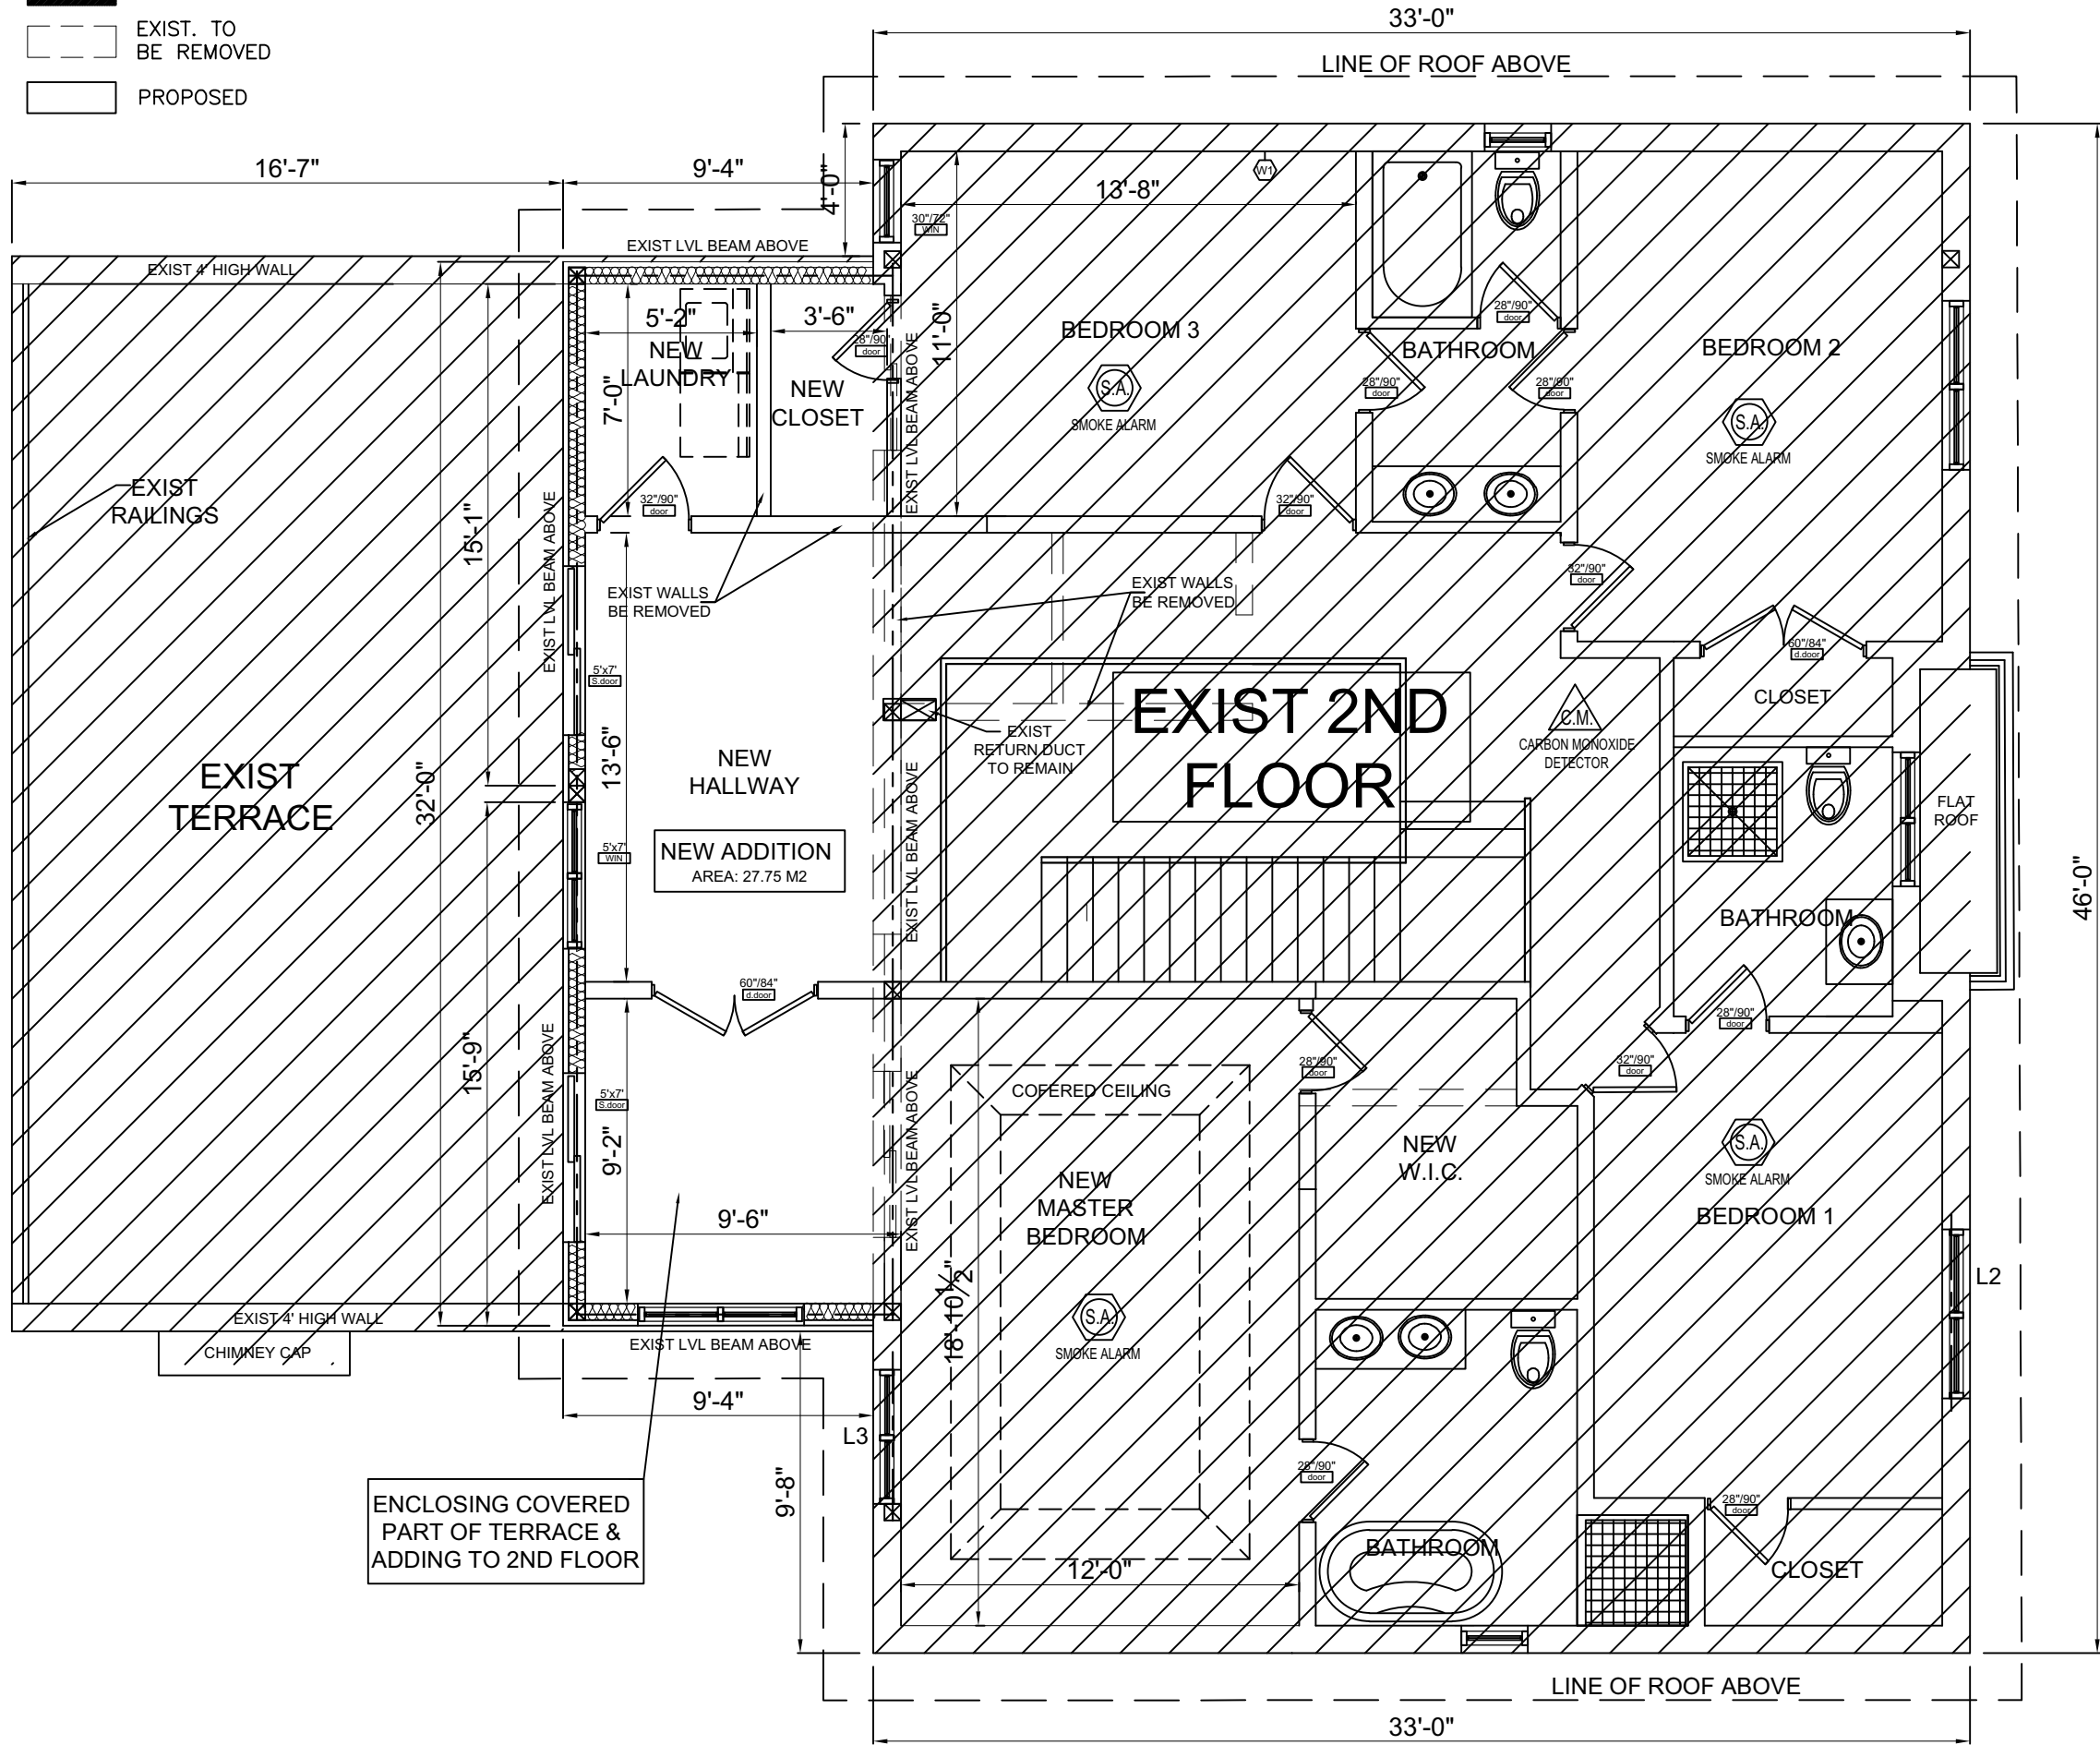 EXIST. TO
BE REMOVED
PROPOSED
33'-0"
LINE OF ROOF ABOVE
16'-7"
9'-4"
4'-0"
13'-8"
W1
30"/72"
WIN
EXIST LVL BEAM ABOVE
EXIST 4' HIGH WALL
28"/90"
door
5'-2"
3'-6"
11'-0"
BEDROOM 3
BATHROOM
BEDROOM 2
NEW
LAUNDRY
28"/90"
door
NEW
CLOSET
7'-0"
EXIST LVL BEAM ABOVE
S.A.
SMOKE ALARM
28"/90"
door
28"/90"
door
S.A.
SMOKE ALARM
EXIST
RAILINGS
15'-1"
32"/90"
door
32"/90"
door
EXIST LVL BEAM ABOVE
EXIST WALLS
BE REMOVED
EXIST WALLS
BE REMOVED
32"/90"
door
60"/84"
d.door
5'x7'
S.door
CLOSET
EXIST 2ND
FLOOR
C.M.
CARBON MONOXIDE
DETECTOR
EXIST
RETURN DUCT
TO REMAIN
13'-6"
NEW
HALLWAY
EXIST
TERRACE
32'-0"
FLAT
ROOF
46'-0"
5'x7'
WIN
NEW ADDITION
AREA: 27.75 M2
EXIST LVL BEAM ABOVE
BATHROOM
60"/84"
d.door
28"/90"
door
28"/90"
door
32"/90"
door
15'-9"
EXIST LVL BEAM ABOVE
5'x7'
S.door
9'-2"
EXIST LVL BEAM ABOVE
COFERED CEILING
NEW
W.I.C.
S.A.
SMOKE ALARM
BEDROOM 1
NEW
MASTER
BEDROOM
9'-6"
18'-10½"
L2
S.A.
SMOKE ALARM
EXIST 4' HIGH WALL
CHIMNEY CAP
EXIST LVL BEAM ABOVE
9'-4"
L3
9'-8"
28"/90"
door
28"/90"
door
ENCLOSING COVERED
PART OF TERRACE &
ADDING TO 2ND FLOOR
BATHROOM
12'-0"
CLOSET
LINE OF ROOF ABOVE
33'-0"